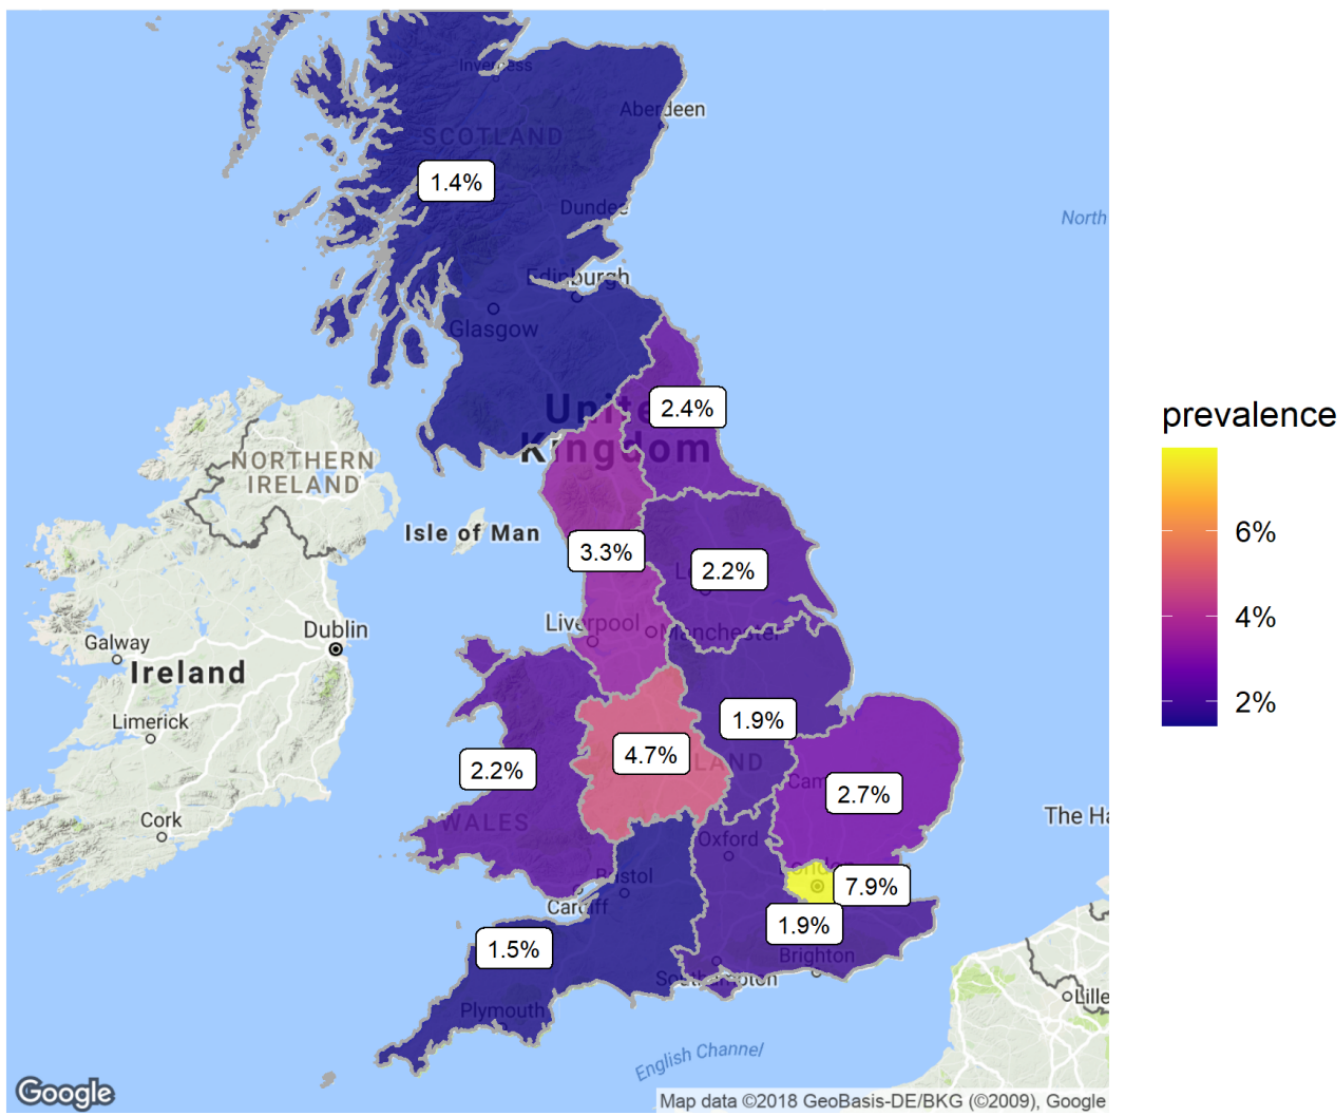 Inverness
Aberdeen
SCOTLAND
1.4%
Dundee
North
Edinburgh
Glasgow
prevalence
United
Kingdom
2.4%
NORTHERN
IRELAND
6%
Isle of Man
3.3%
2.2%
4%
Liverpool
Manchester
Dublin
Galway
Ireland
2%
Limerick
1.9%
4.7%
2.2%
2.7%
Cork
WALES
The Ha
Oxford
7.9%
Bristol
Cardiff
1.9%
1.5%
Brighton
Southampton
Lille
Plymouth
English Channel
Google
Map data ©2018 GeoBasis-DE/BKG (©2009), Google